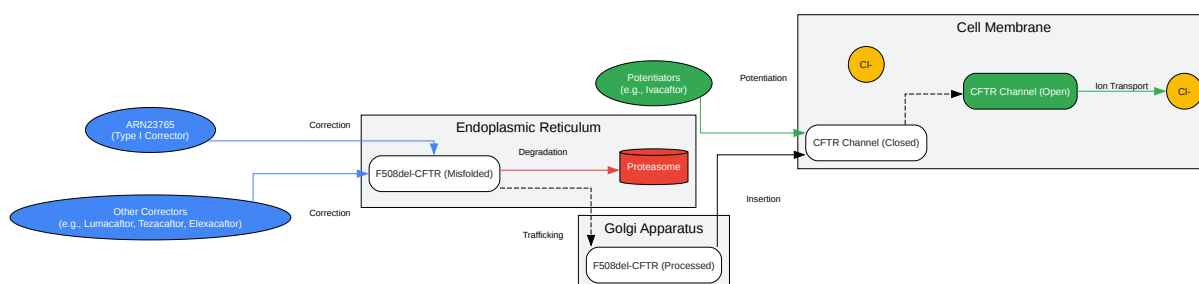 Cell Membrane
Cl-
Potentiators
(e.g., Ivacaftor)
Potentiation
CFTR Channel (Open)
Ion Transport
Cl-
ARN23765
(Type I Corrector)
Correction
Endoplasmic Reticulum
CFTR Channel (Closed)
Degradation
F508del-CFTR (Misfolded)
Proteasome
Other Correctors
(e.g., Lumacaftor, Tezacaftor, Elexacaftor)
Correction
Insertion
Trafficking
Golgi Apparatus
F508del-CFTR (Processed)